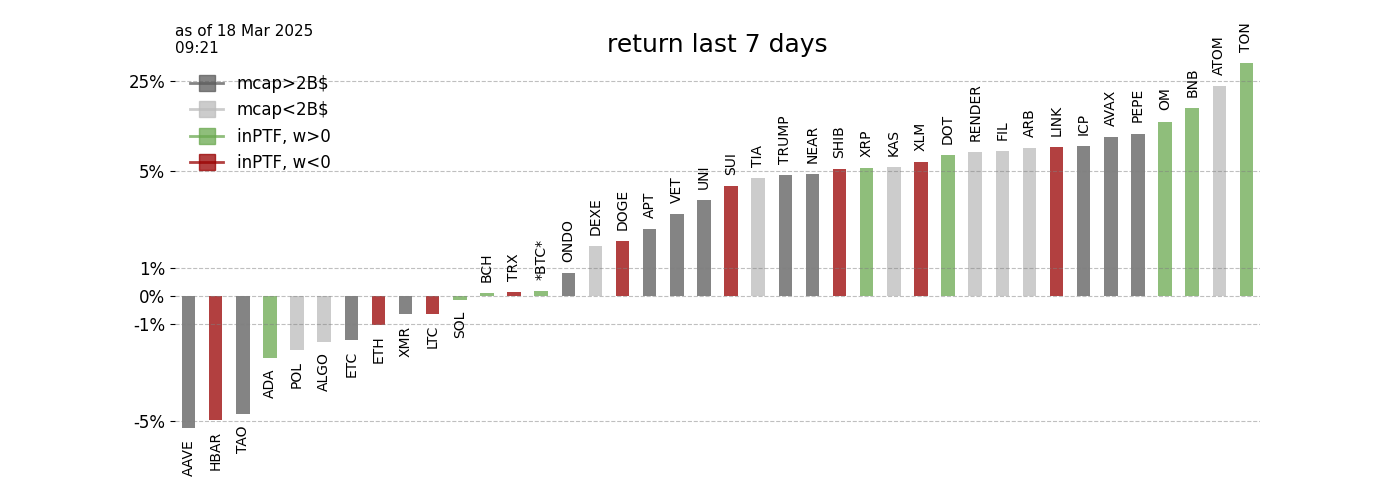 as of 18 Mar 2025
09:21
return last 7 days
mcap>2B$
mcap<2B$
inPTF, w>0
inPTF, w<0
25%
5%
1%
0%
-1%
-5%
AAVE
HBAR
TAO
ADA
POL
ALGO
ETC
ETH
XMR
LTC
SOL
BCH
TRX
*BTC*
ONDO
DEXE
DOGE
APT
VET
UNI
SUI
TIA
TRUMP
NEAR
SHIB
XRP
KAS
XLM
DOT
RENDER
FIL
ARB
LINK
ICP
AVAX
PEPE
OM
BNB
ATOM
TON